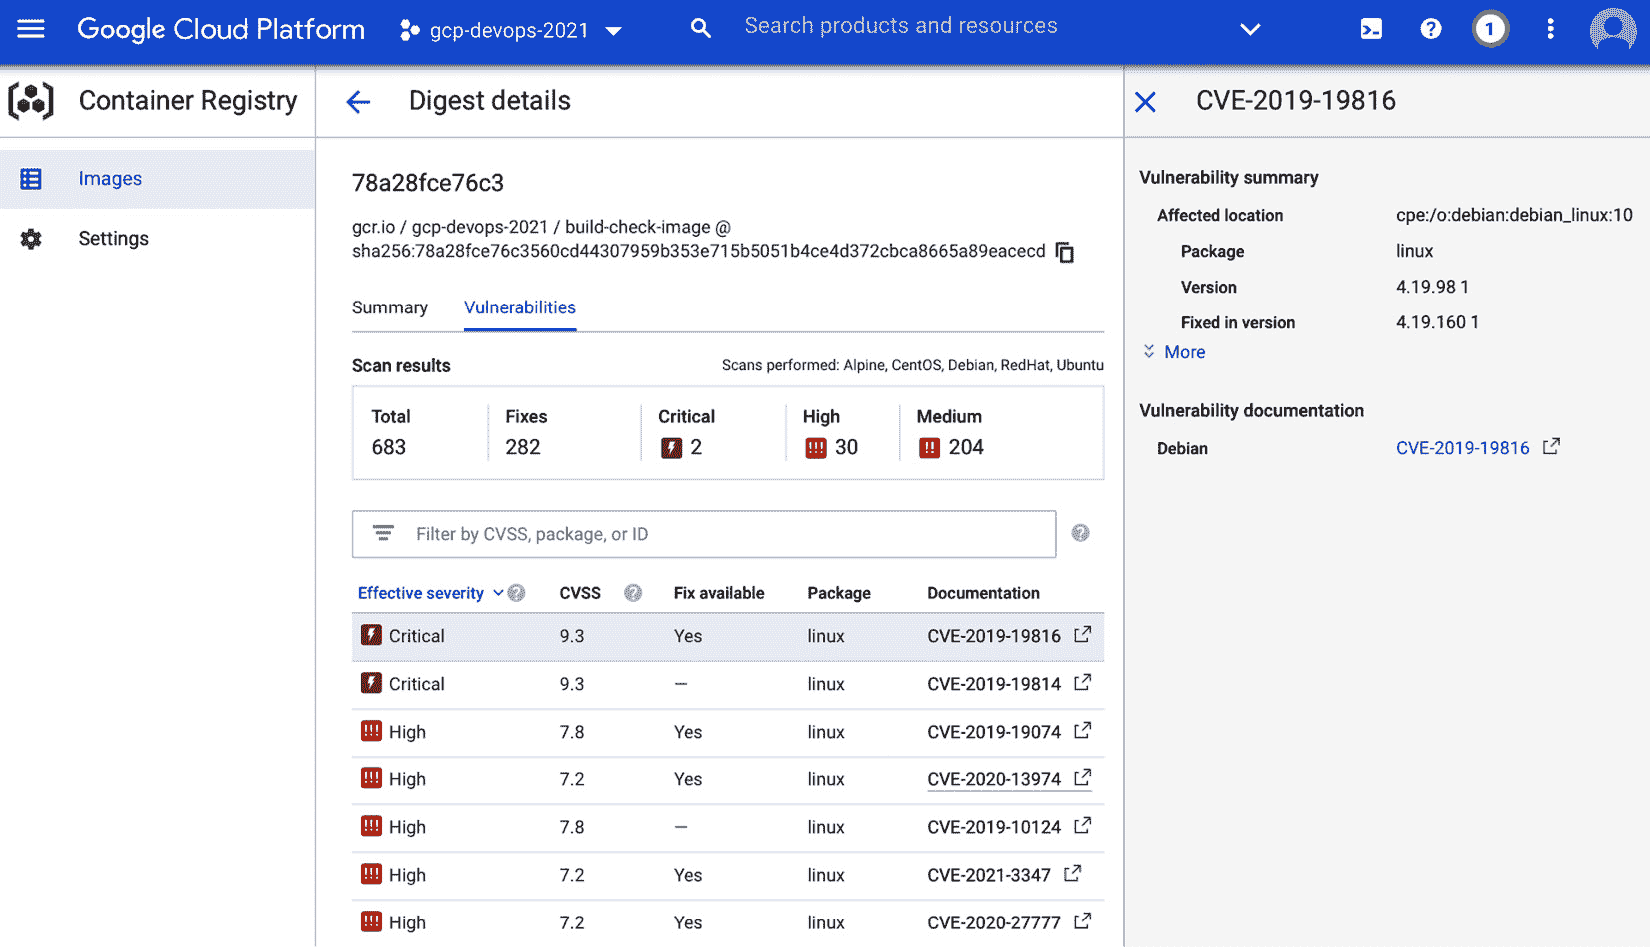 Google Cloud Platform
gcp-devops-2021
Search products and resources
1
Container Registry
Images
Settings
Digest details
78a28fce76c3
gcr.io / gcp-devops-2021 / build-check-image @
sha256:78a28fce76c3560cd44307959b353e715b5051b4ce4d372cbca8665a89eacecd
Summary Vulnerabilities
Scan results Scans performed: Alpine, CentOS, Debian, RedHat, Ubuntu
Total Fixes Critical High Medium
683 282 2 30 204
Filter by CVSS, package, or ID
Effective severity CVSS Fix available Package Documentation
Critical 9.3 Yes linux CVE-2019-19816
Critical 9.3 — linux CVE-2019-19814
High 7.8 Yes linux CVE-2019-19074
High 7.2 Yes linux CVE-2020-13974
High 7.8 — linux CVE-2019-10124
High 7.2 Yes linux CVE-2021-3347
High 7.2 Yes linux CVE-2020-27777
CVE-2019-19816
Vulnerability summary
Affected location cpe:/o:debian:debian_linux:10
Package linux
Version 4.19.98 1
Fixed in version 4.19.160 1
More
Vulnerability documentation
Debian CVE-2019-19816